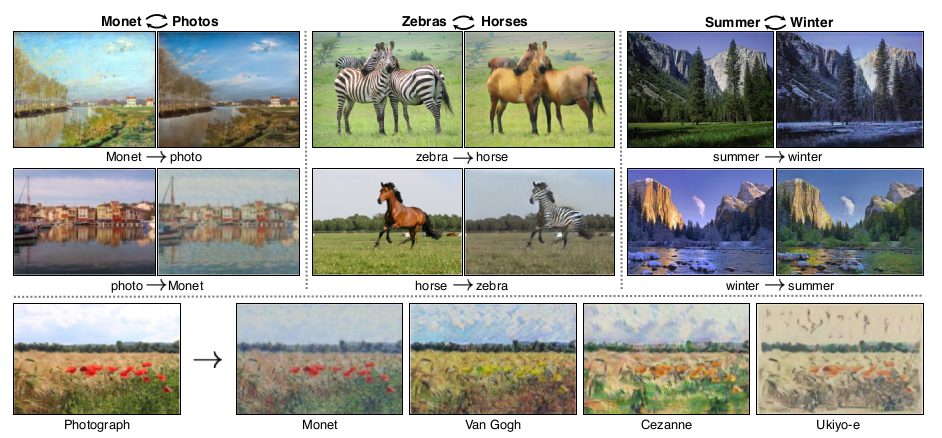 Monet Photos
Zebras Horses
Summer Winter
Monet → photo
zebra → horse
summer → winter
photo → Monet
horse → zebra
winter → summer
Photograph
Monet
Van Gogh
Cezanne
Ukiyo-e